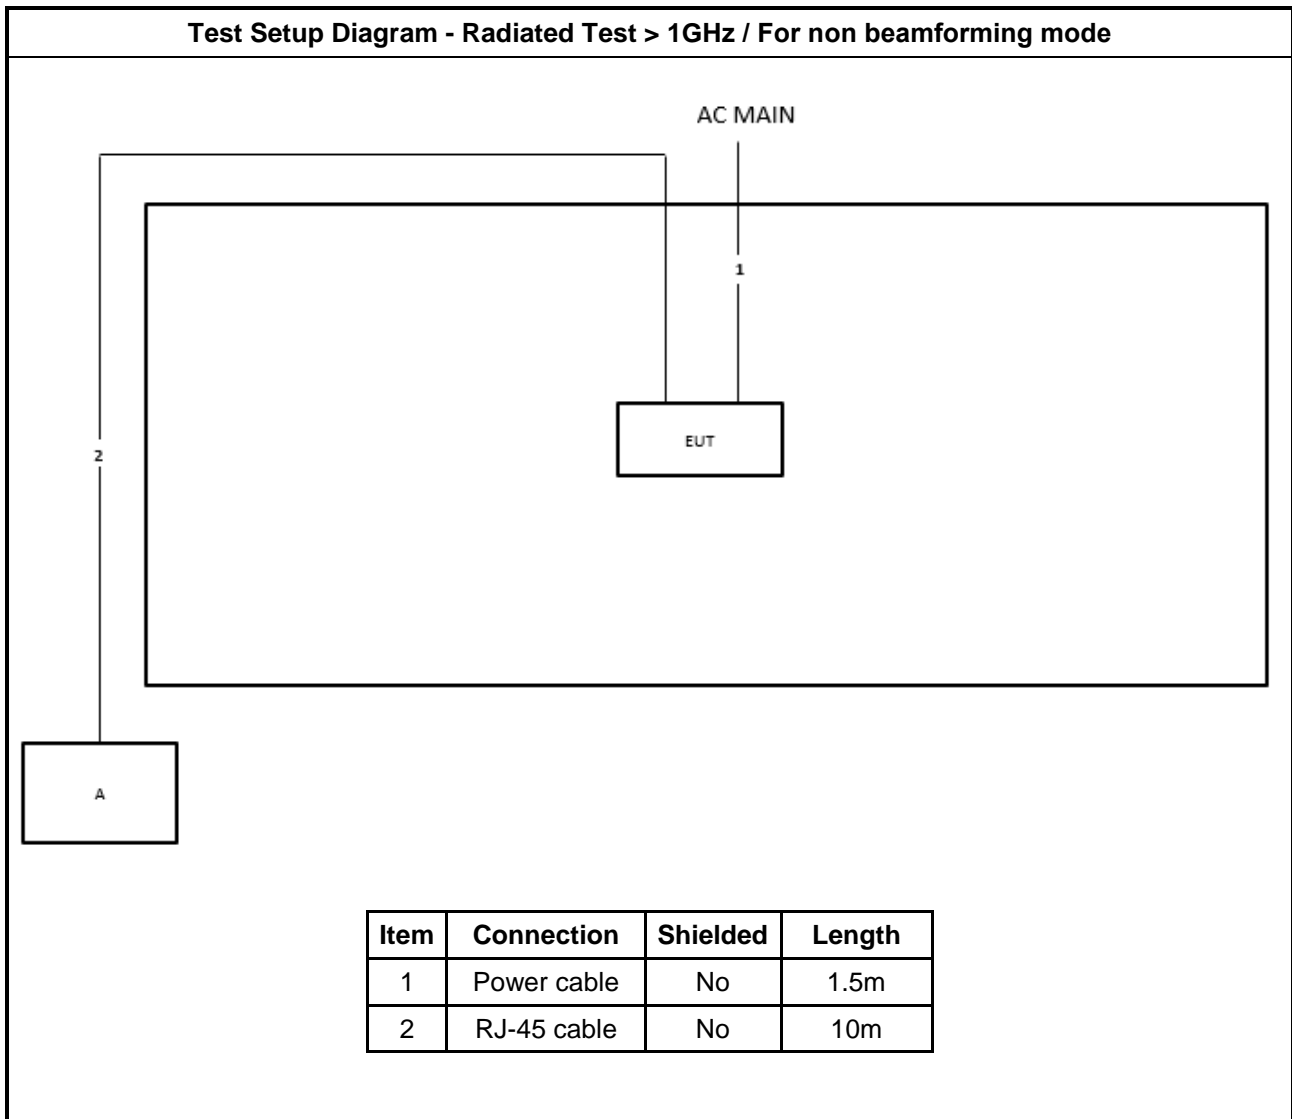 Test Setup Diagram - Radiated Test > 1GHz / For non beamforming mode
AC MAIN
1
EUT
2
A
Item Connection Shielded Length
1 Power cable No 1.5m
2 RJ-45 cable No 10m